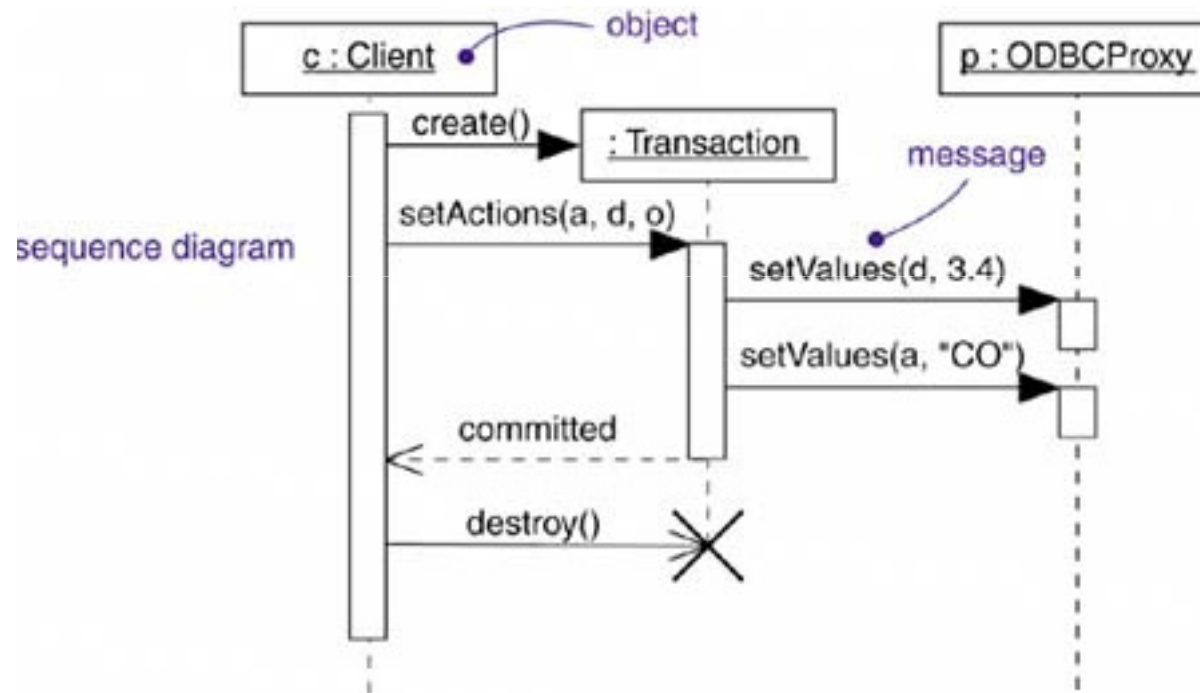 object
c : Client
p : ODBCProxy
create()
: Transaction
message
setActions(a, d, o)
sequence diagram
setValues(d, 3.4)
setValues(a, "CO")
committed
destroy()